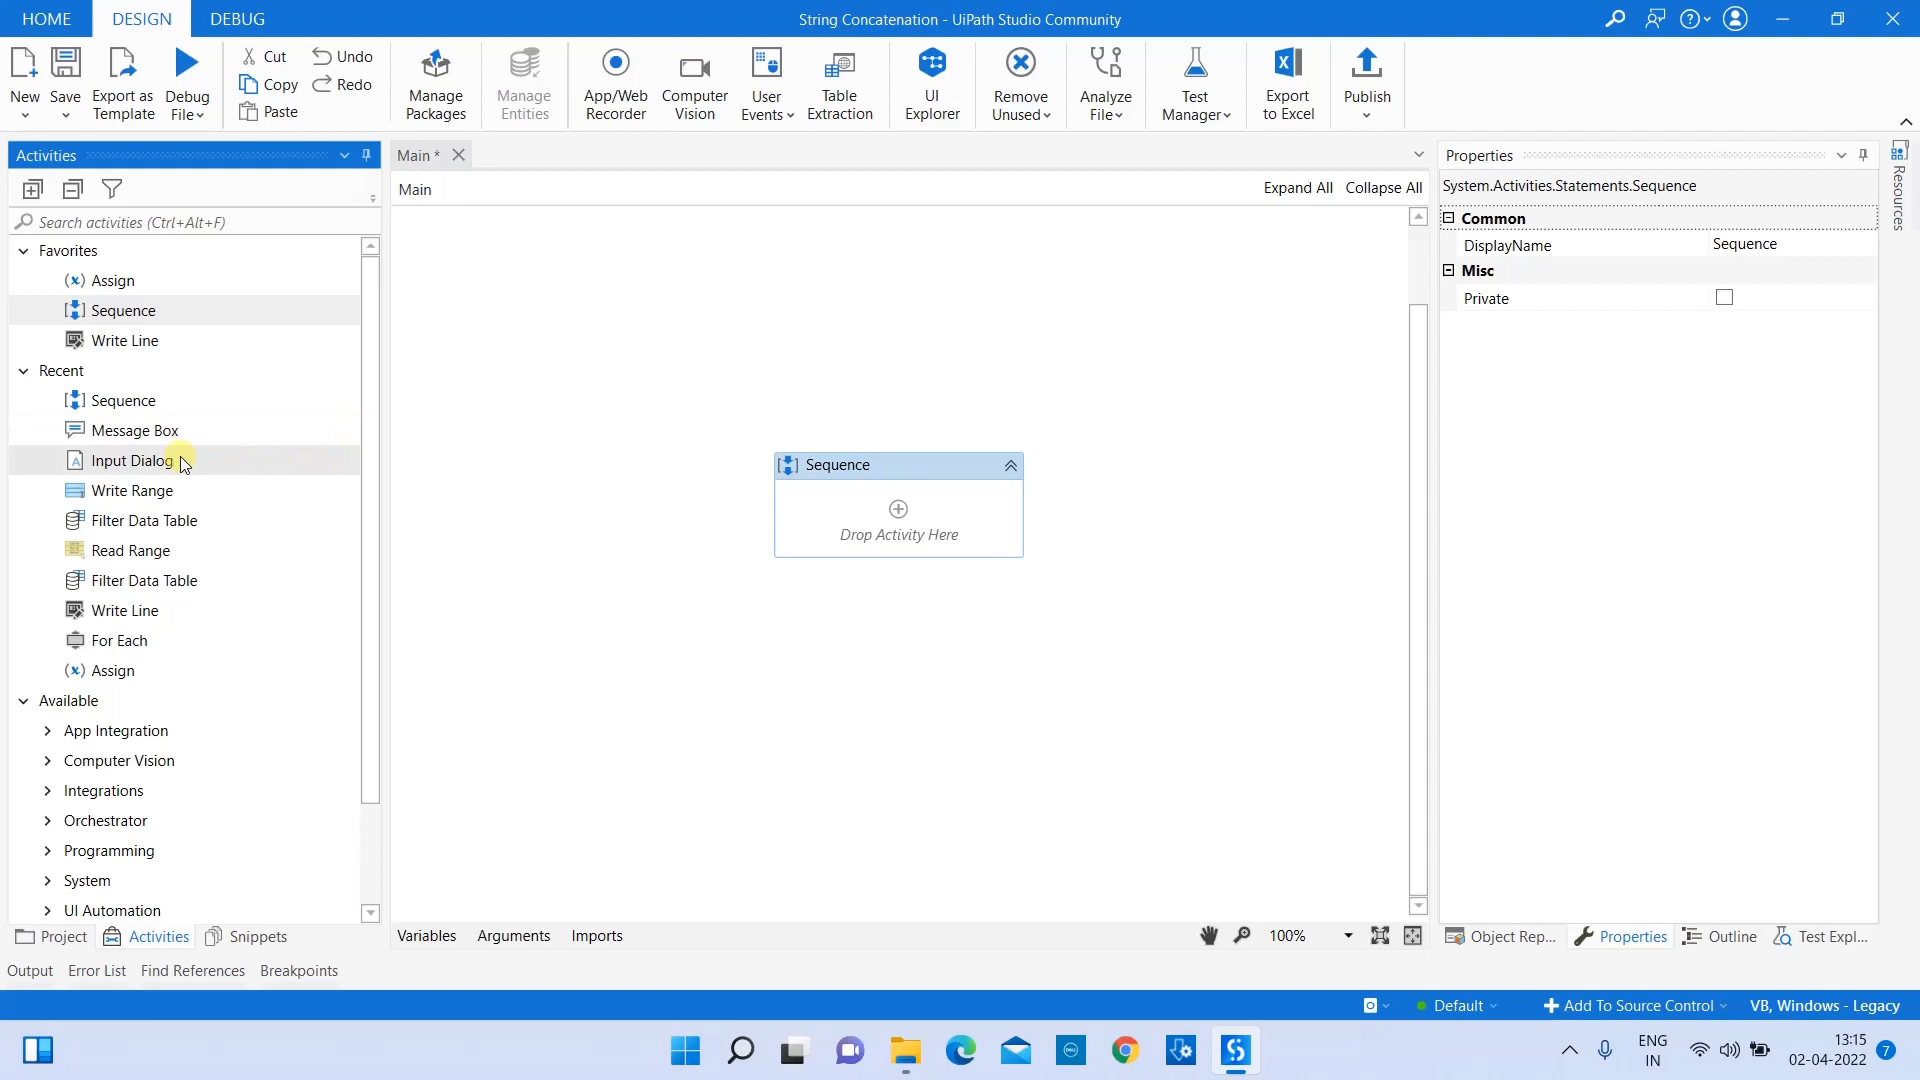 HOME DESIGN DEBUG String Concatenation - UiPath Studio Community
New
Save
Export as Template
Debug File
Cut
Copy
Paste
Undo
Redo
Manage Packages
Manage Entities
App/Web Recorder
Computer Vision
User Events
Table Extraction
UI Explorer
Remove Unused
Analyze File
Test Manager
Export to Excel
Publish
Activities
Search activities (Ctrl+Alt+F)
Favorites
Assign
Sequence
Write Line
Recent
Sequence
Message Box
Input Dialog
Write Range
Filter Data Table
Read Range
Filter Data Table
Write Line
For Each
Assign
Available
App Integration
Computer Vision
Integrations
Orchestrator
Programming
System
UI Automation
Project Activities Snippets
Main *
Main Expand All Collapse All
Sequence
Drop Activity Here
Variables Arguments Imports 100%
Properties
System.Activities.Statements.Sequence
Common
DisplayName Sequence
Misc
Private
Resources
Object Rep... Properties Outline Test Expl...
Output Error List Find References Breakpoints
Default Add To Source Control VB, Windows - Legacy
ENG
IN
13:15
02-04-2022
7